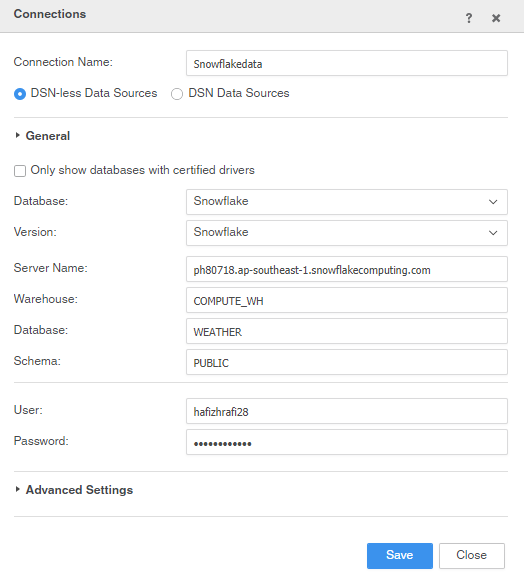 Connections ? ×
Connection Name: Snowflakedata
DSN-less Data Sources DSN Data Sources
General
Only show databases with certified drivers
Database: Snowflake
Version: Snowflake
Server Name: ph80718.ap-southeast-1.snowflakecomputing.com
Warehouse: COMPUTE_WH
Database: WEATHER
Schema: PUBLIC
User: hafizhrafi28
Password: ••••••••••••
Advanced Settings
Save Close